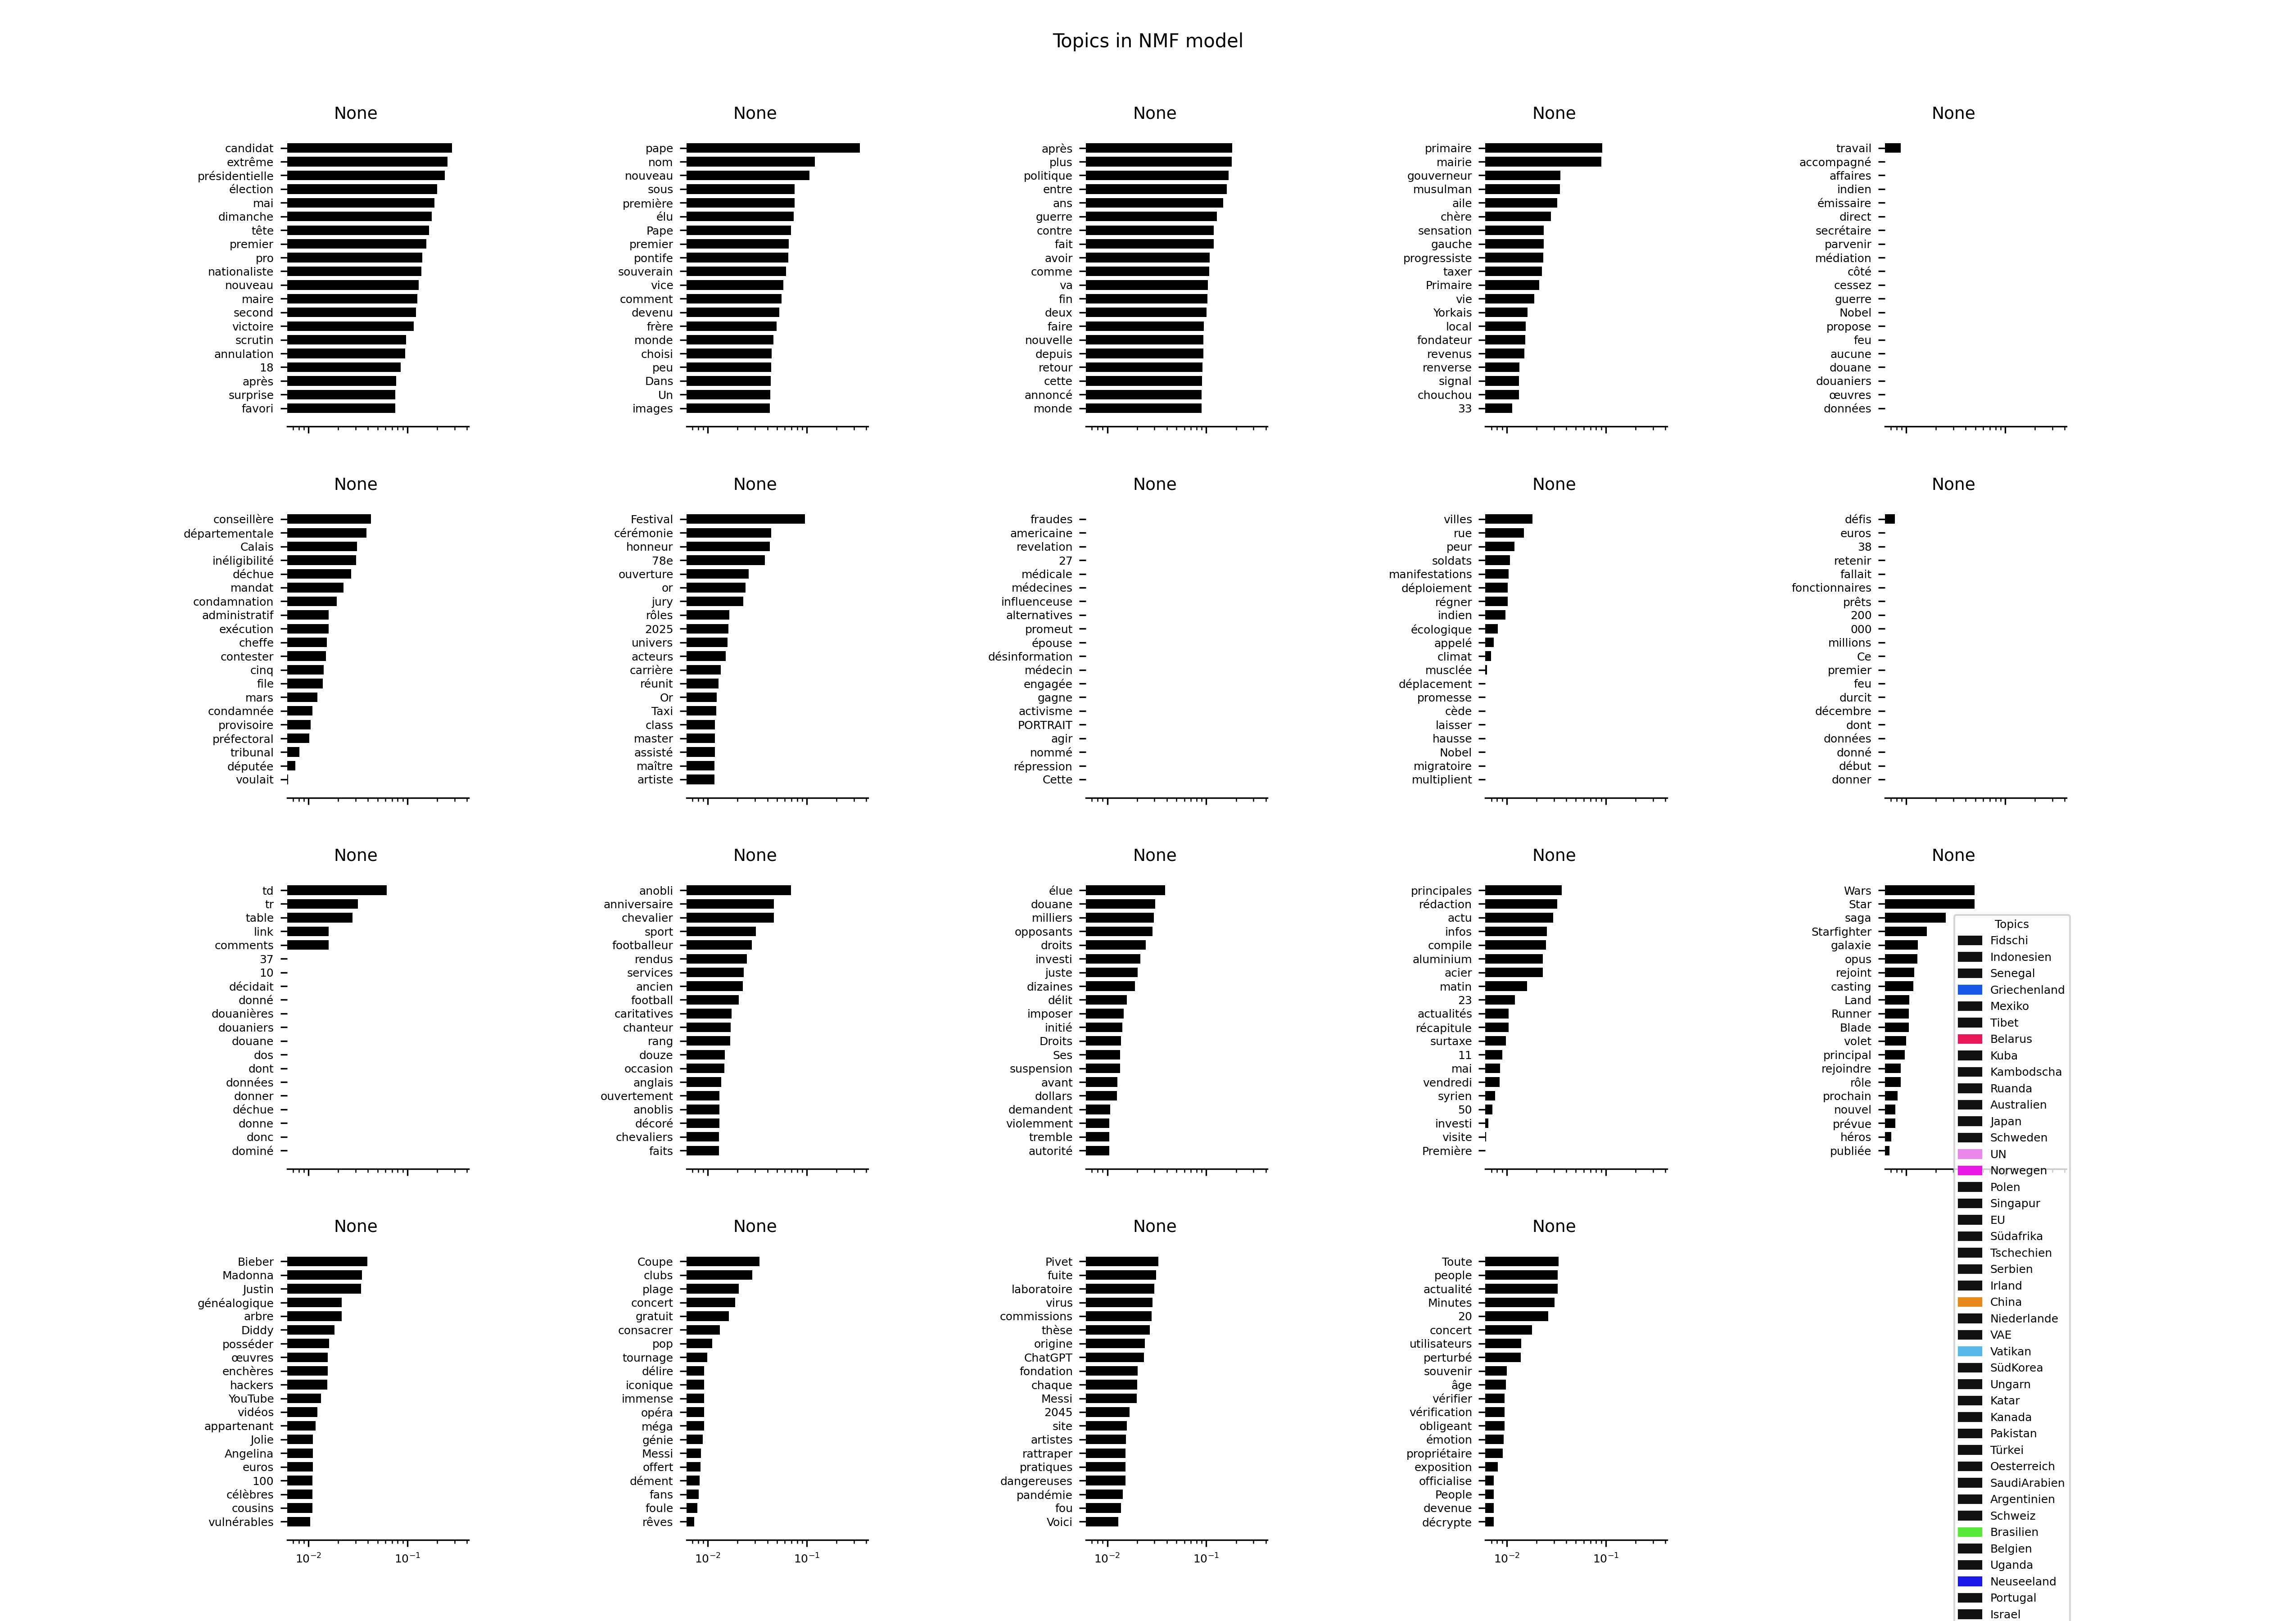 Topics in NMF model
None
candidat
extrême
présidentielle
élection
mai
dimanche
tête
premier
pro
nationaliste
nouveau
maire
second
victoire
scrutin
annulation
18
après
surprise
favori
None
pape
nom
nouveau
sous
première
élu
Pape
premier
pontife
souverain
vice
comment
devenu
frère
monde
choisi
peu
Dans
Un
images
None
après
plus
politique
entre
ans
guerre
contre
fait
avoir
comme
va
fin
deux
faire
nouvelle
depuis
retour
cette
annoncé
monde
None
primaire
mairie
gouverneur
musulman
aile
chère
sensation
gauche
progressiste
taxer
Primaire
vie
Yorkais
local
fondateur
revenus
renverse
signal
chouchou
33
None
travail
accompagné
affaires
indien
émissaire
direct
secrétaire
parvenir
médiation
côté
cessez
guerre
Nobel
propose
feu
aucune
douane
douaniers
œuvres
données
None
conseillère
départementale
Calais
inéligibilité
déchue
mandat
condamnation
administratif
exécution
cheffe
contester
cinq
file
mars
condamnée
provisoire
préfectoral
tribunal
députée
voulait
None
Festival
cérémonie
honneur
78e
ouverture
or
jury
rôles
2025
univers
acteurs
carrière
réunit
Or
Taxi
class
master
assisté
maître
artiste
None
fraudes
americaine
revelation
27
médicale
médecines
influenceuse
alternatives
promeut
épouse
désinformation
médecin
engagée
gagne
activisme
PORTRAIT
agir
nommé
répression
Cette
None
villes
rue
peur
soldats
manifestations
déploiement
régner
indien
écologique
appelé
climat
musclée
déplacement
promesse
cède
laisser
hausse
Nobel
migratoire
multiplient
None
défis
euros
38
retenir
fallait
fonctionnaires
prêts
200
000
millions
Ce
premier
feu
durcit
décembre
dont
données
donné
début
donner
None
td
tr
table
link
comments
37
10
décidait
donné
douanières
douaniers
douane
dos
dont
données
donner
déchue
donne
donc
dominé
None
anobli
anniversaire
chevalier
sport
footballeur
rendus
services
ancien
football
caritatives
chanteur
rang
douze
occasion
anglais
ouvertement
anoblis
décoré
chevaliers
faits
None
élue
douane
milliers
opposants
droits
investi
juste
dizaines
délit
imposer
initié
Droits
Ses
suspension
avant
dollars
demandent
violemment
tremble
autorité
None
principales
rédaction
actu
infos
compile
aluminium
acier
matin
23
actualités
récapitule
surtaxe
11
mai
vendredi
syrien
50
investi
visite
Première
None
Wars
Star
saga
Starfighter
galaxie
opus
rejoint
casting
Land
Runner
Blade
volet
principal
rejoindre
rôle
prochain
nouvel
prévue
héros
publiée
None
Bieber
Madonna
Justin
généalogique
arbre
Diddy
posséder
œuvres
enchères
hackers
YouTube
vidéos
appartenant
Jolie
Angelina
euros
100
célèbres
cousins
vulnérables
10⁻² 10⁻¹
None
Coupe
clubs
plage
concert
gratuit
consacrer
pop
tournage
délire
iconique
immense
opéra
méga
génie
Messi
offert
dément
fans
foule
rêves
10⁻² 10⁻¹
None
Pivet
fuite
laboratoire
virus
commissions
thèse
origine
ChatGPT
fondation
chaque
Messi
2045
site
artistes
rattraper
pratiques
dangereuses
pandémie
fou
Voici
10⁻² 10⁻¹
None
Toute
people
actualité
Minutes
20
concert
utilisateurs
perturbé
souvenir
âge
vérifier
vérification
obligeant
émotion
propriétaire
exposition
officialise
People
devenue
décrypte
10⁻² 10⁻¹
Topics
Fidschi
Indonesien
Senegal
Griechenland
Mexiko
Tibet
Belarus
Kuba
Kambodscha
Ruanda
Australien
Japan
Schweden
UN
Norwegen
Polen
Singapur
EU
Südafrika
Tschechien
Serbien
Irland
China
Niederlande
VAE
Vatikan
SüdKorea
Ungarn
Katar
Kanada
Pakistan
Türkei
Oesterreich
SaudiArabien
Argentinien
Schweiz
Brasilien
Belgien
Uganda
Neuseeland
Portugal
Israel